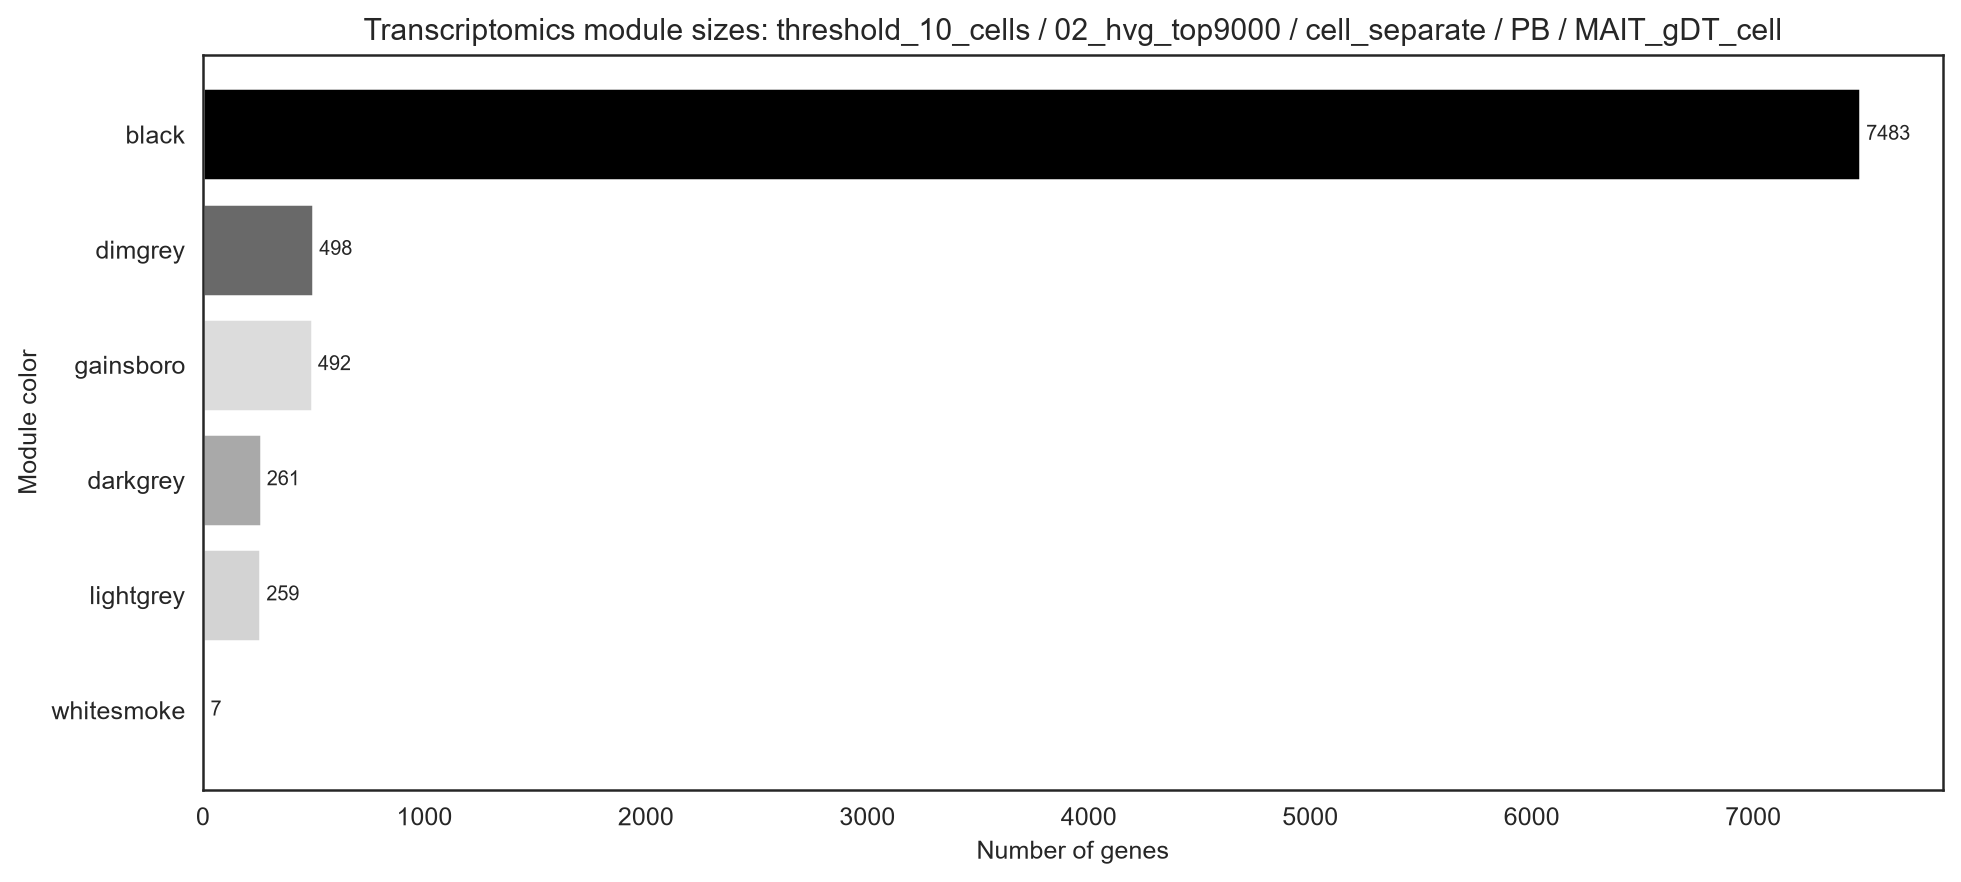 Transcriptomics module sizes: threshold_10_cells / 02_hvg_top9000 / cell_separate / PB / MAIT_gDT_cell
Module color
black
7483
dimgrey
498
gainsboro
492
darkgrey
261
lightgrey
259
whitesmoke
7
0 1000 2000 3000 4000 5000 6000 7000
Number of genes